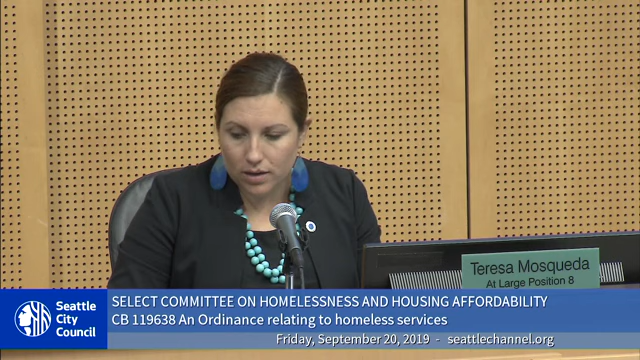 Teresa Mosqueda
At Large Position 8
Seattle
City
Council
SELECT COMMITTEE ON HOMELESSNESS AND HOUSING AFFORDABILITY
CB 119638 An Ordinance relating to homeless services
Friday, September 20, 2019 - seattlechannel.org